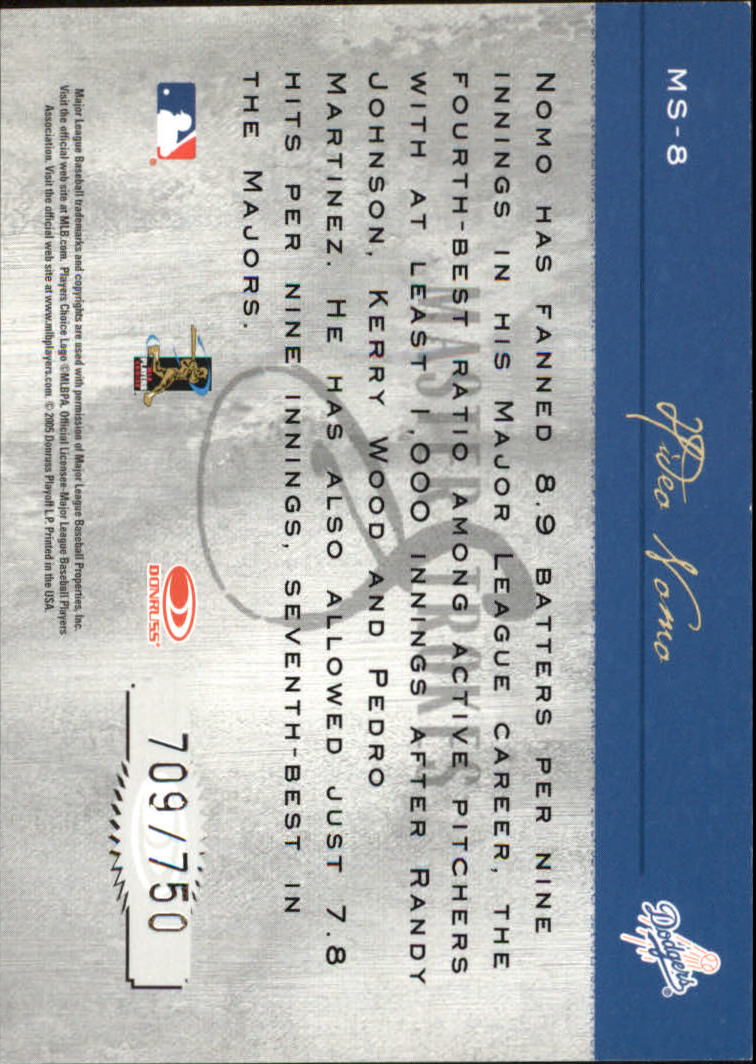 MS-8
Hideo Nomo
Dodgers
MASTER STROKES
NOMO HAS FANNED 8.9 BATTERS PER NINE
INNINGS IN HIS MAJOR LEAGUE CAREER, THE
FOURTH-BEST RATIO AMONG ACTIVE PITCHERS
WITH AT LEAST 1,000 INNINGS AFTER RANDY
JOHNSON, KERRY WOOD AND PEDRO
MARTINEZ. HE HAS ALSO ALLOWED JUST 7.8
HITS PER NINE INNINGS, SEVENTH-BEST IN
THE MAJORS.
PLAYERS
CHOICE
DONRUSS
709/750
Major League Baseball trademarks and copyrights are used with permission of Major League Baseball Properties, Inc.
Visit the official web site at MLB.com. Players Choice Logo ©MLBPA, Official Licensee-Major League Baseball Players
Association. Visit the official web site at www.mlbplayers.com. © 2005 Donruss Playoff L.P. Printed in the USA.